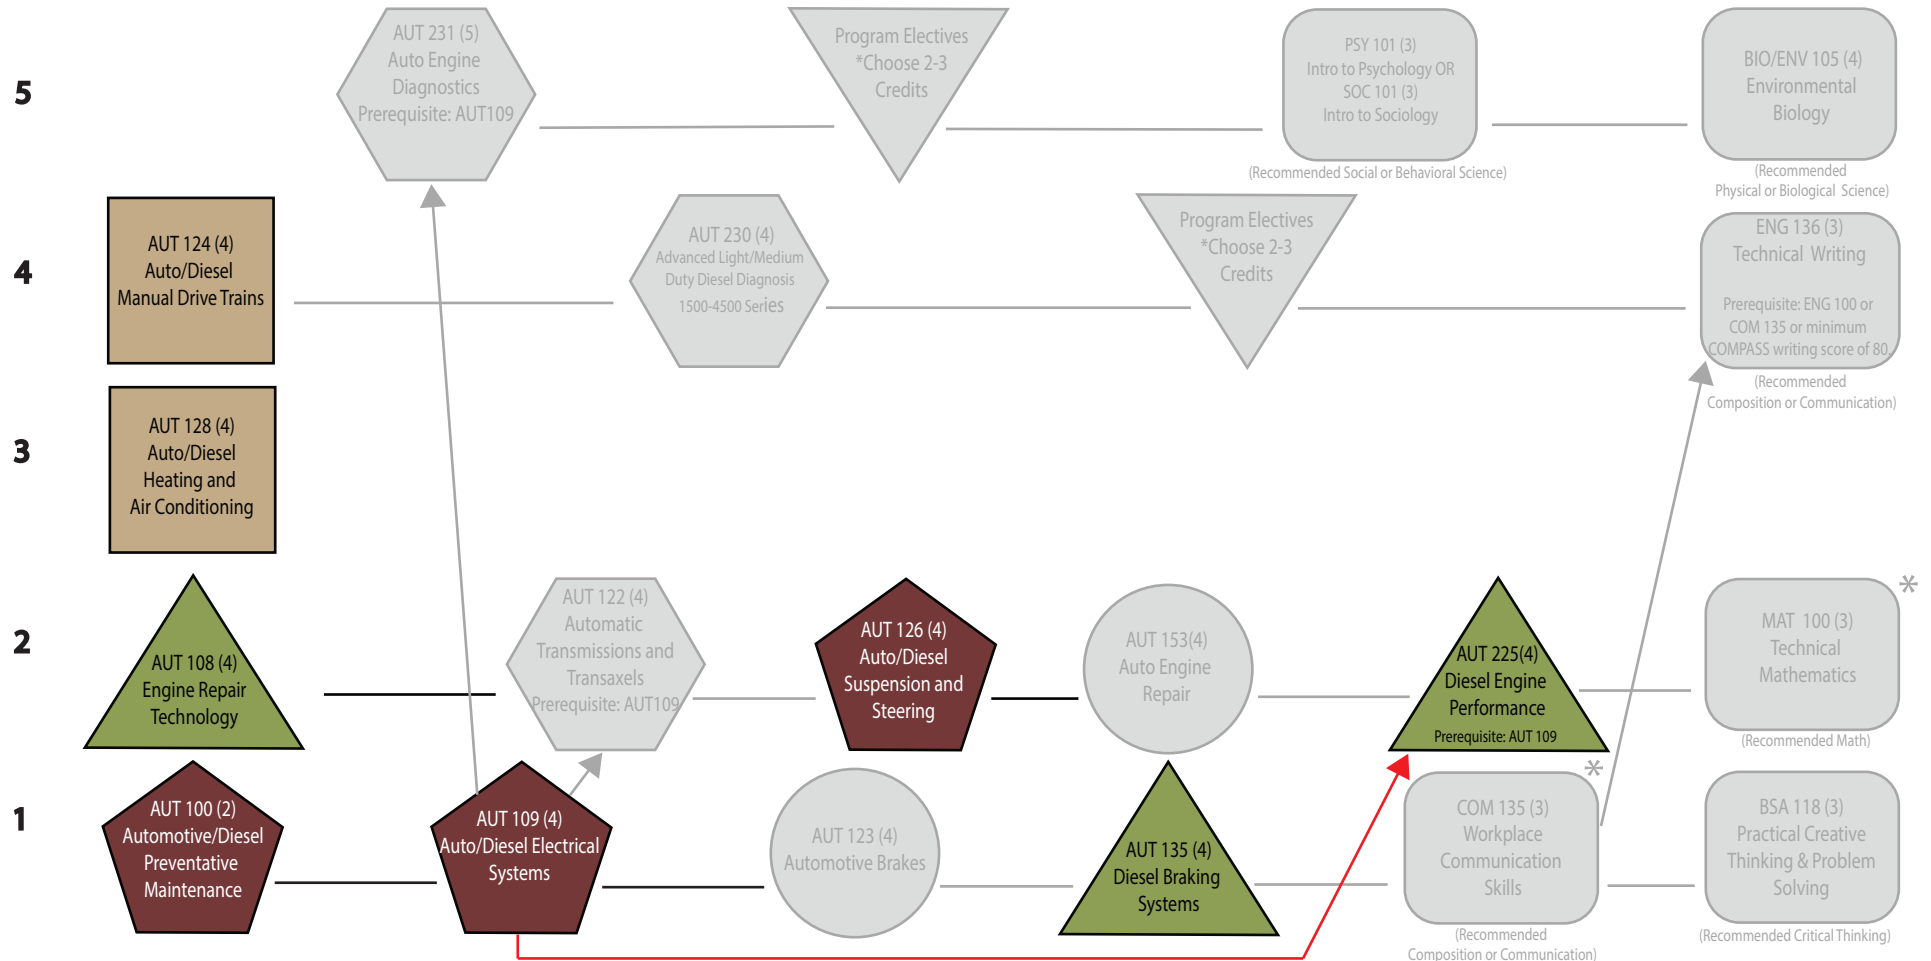 5
AUT 231 (5)
Auto Engine
Diagnostics
Prerequisite: AUT109
Program Electives
*Choose 2-3
Credits
PSY 101 (3)
Intro to Psychology OR
SOC 101 (3)
Intro to Sociology
(Recommended Social or Behavioral Science)
BIO/ENV 105 (4)
Environmental
Biology
(Recommended
Physical or Biological Science)
4
AUT 124 (4)
Auto/Diesel
Manual Drive Trains
AUT 230 (4)
Advanced Light/Medium
Duty Diesel Diagnosis
1500-4500 Series
Program Electives
*Choose 2-3
Credits
ENG 136 (3)
Technical Writing
Prerequisite: ENG 100 or
COM 135 or minimum
COMPASS writing score of 80.
(Recommended
Composition or Communication)
3
AUT 128 (4)
Auto/Diesel
Heating and
Air Conditioning
2
AUT 108 (4)
Engine Repair
Technology
AUT 122 (4)
Automatic
Transmissions and
Transaxels
Prerequisite: AUT109
AUT 126 (4)
Auto/Diesel
Suspension and
Steering
AUT 153(4)
Auto Engine
Repair
AUT 225(4)
Diesel Engine
Performance
Prerequisite: AUT 109
*
MAT 100 (3)
Technical
Mathematics
(Recommended Math)
1
AUT 100 (2)
Automotive/Diesel
Preventative
Maintenance
AUT 109 (4)
Auto/Diesel Electrical
Systems
AUT 123 (4)
Automotive Brakes
AUT 135 (4)
Diesel Braking
Systems
*
COM 135 (3)
Workplace
Communication
Skills
(Recommended
Composition or Communication)
BSA 118 (3)
Practical Creative
Thinking & Problem
Solving
(Recommended Critical Thinking)